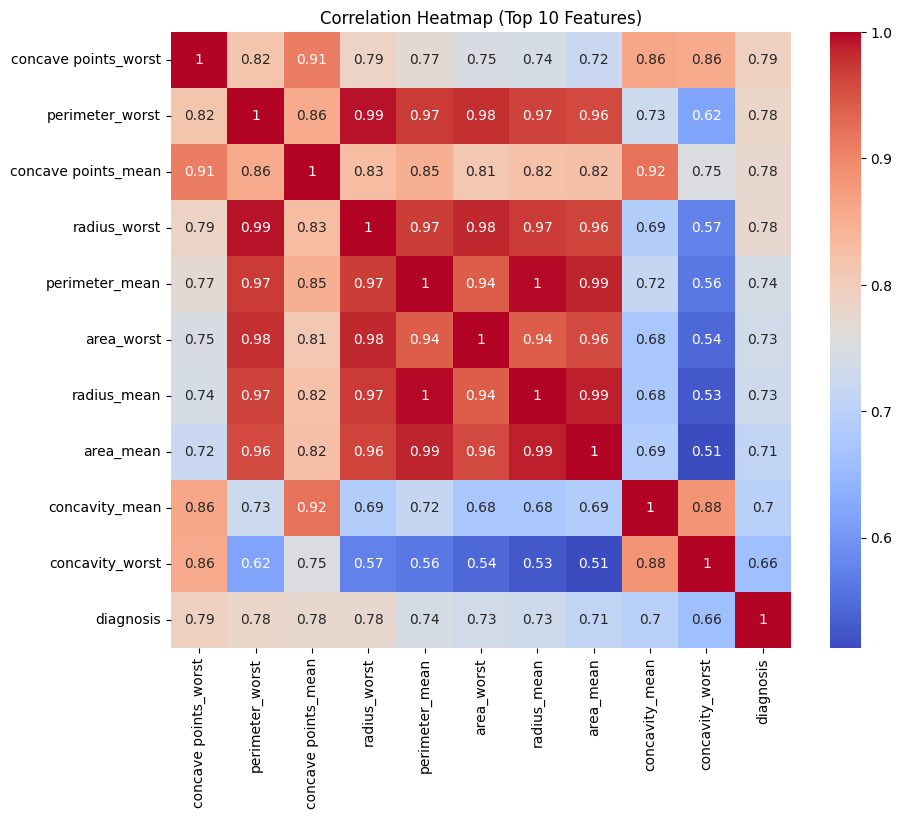 Correlation Heatmap (Top 10 Features)
concave points_worst 1 0.82 0.91 0.79 0.77 0.75 0.74 0.72 0.86 0.86 0.79
perimeter_worst 0.82 1 0.86 0.99 0.97 0.98 0.97 0.96 0.73 0.62 0.78
concave points_mean 0.91 0.86 1 0.83 0.85 0.81 0.82 0.82 0.92 0.75 0.78
radius_worst 0.79 0.99 0.83 1 0.97 0.98 0.97 0.96 0.69 0.57 0.78
perimeter_mean 0.77 0.97 0.85 0.97 1 0.94 1 0.99 0.72 0.56 0.74
area_worst 0.75 0.98 0.81 0.98 0.94 1 0.94 0.96 0.68 0.54 0.73
radius_mean 0.74 0.97 0.82 0.97 1 0.94 1 0.99 0.68 0.53 0.73
area_mean 0.72 0.96 0.82 0.96 0.99 0.96 0.99 1 0.69 0.51 0.71
concavity_mean 0.86 0.73 0.92 0.69 0.72 0.68 0.68 0.69 1 0.88 0.7
concavity_worst 0.86 0.62 0.75 0.57 0.56 0.54 0.53 0.51 0.88 1 0.66
diagnosis 0.79 0.78 0.78 0.78 0.74 0.73 0.73 0.71 0.7 0.66 1
concave points_worst
perimeter_worst
concave points_mean
radius_worst
perimeter_mean
area_worst
radius_mean
area_mean
concavity_mean
concavity_worst
diagnosis
1.0
0.9
0.8
0.7
0.6